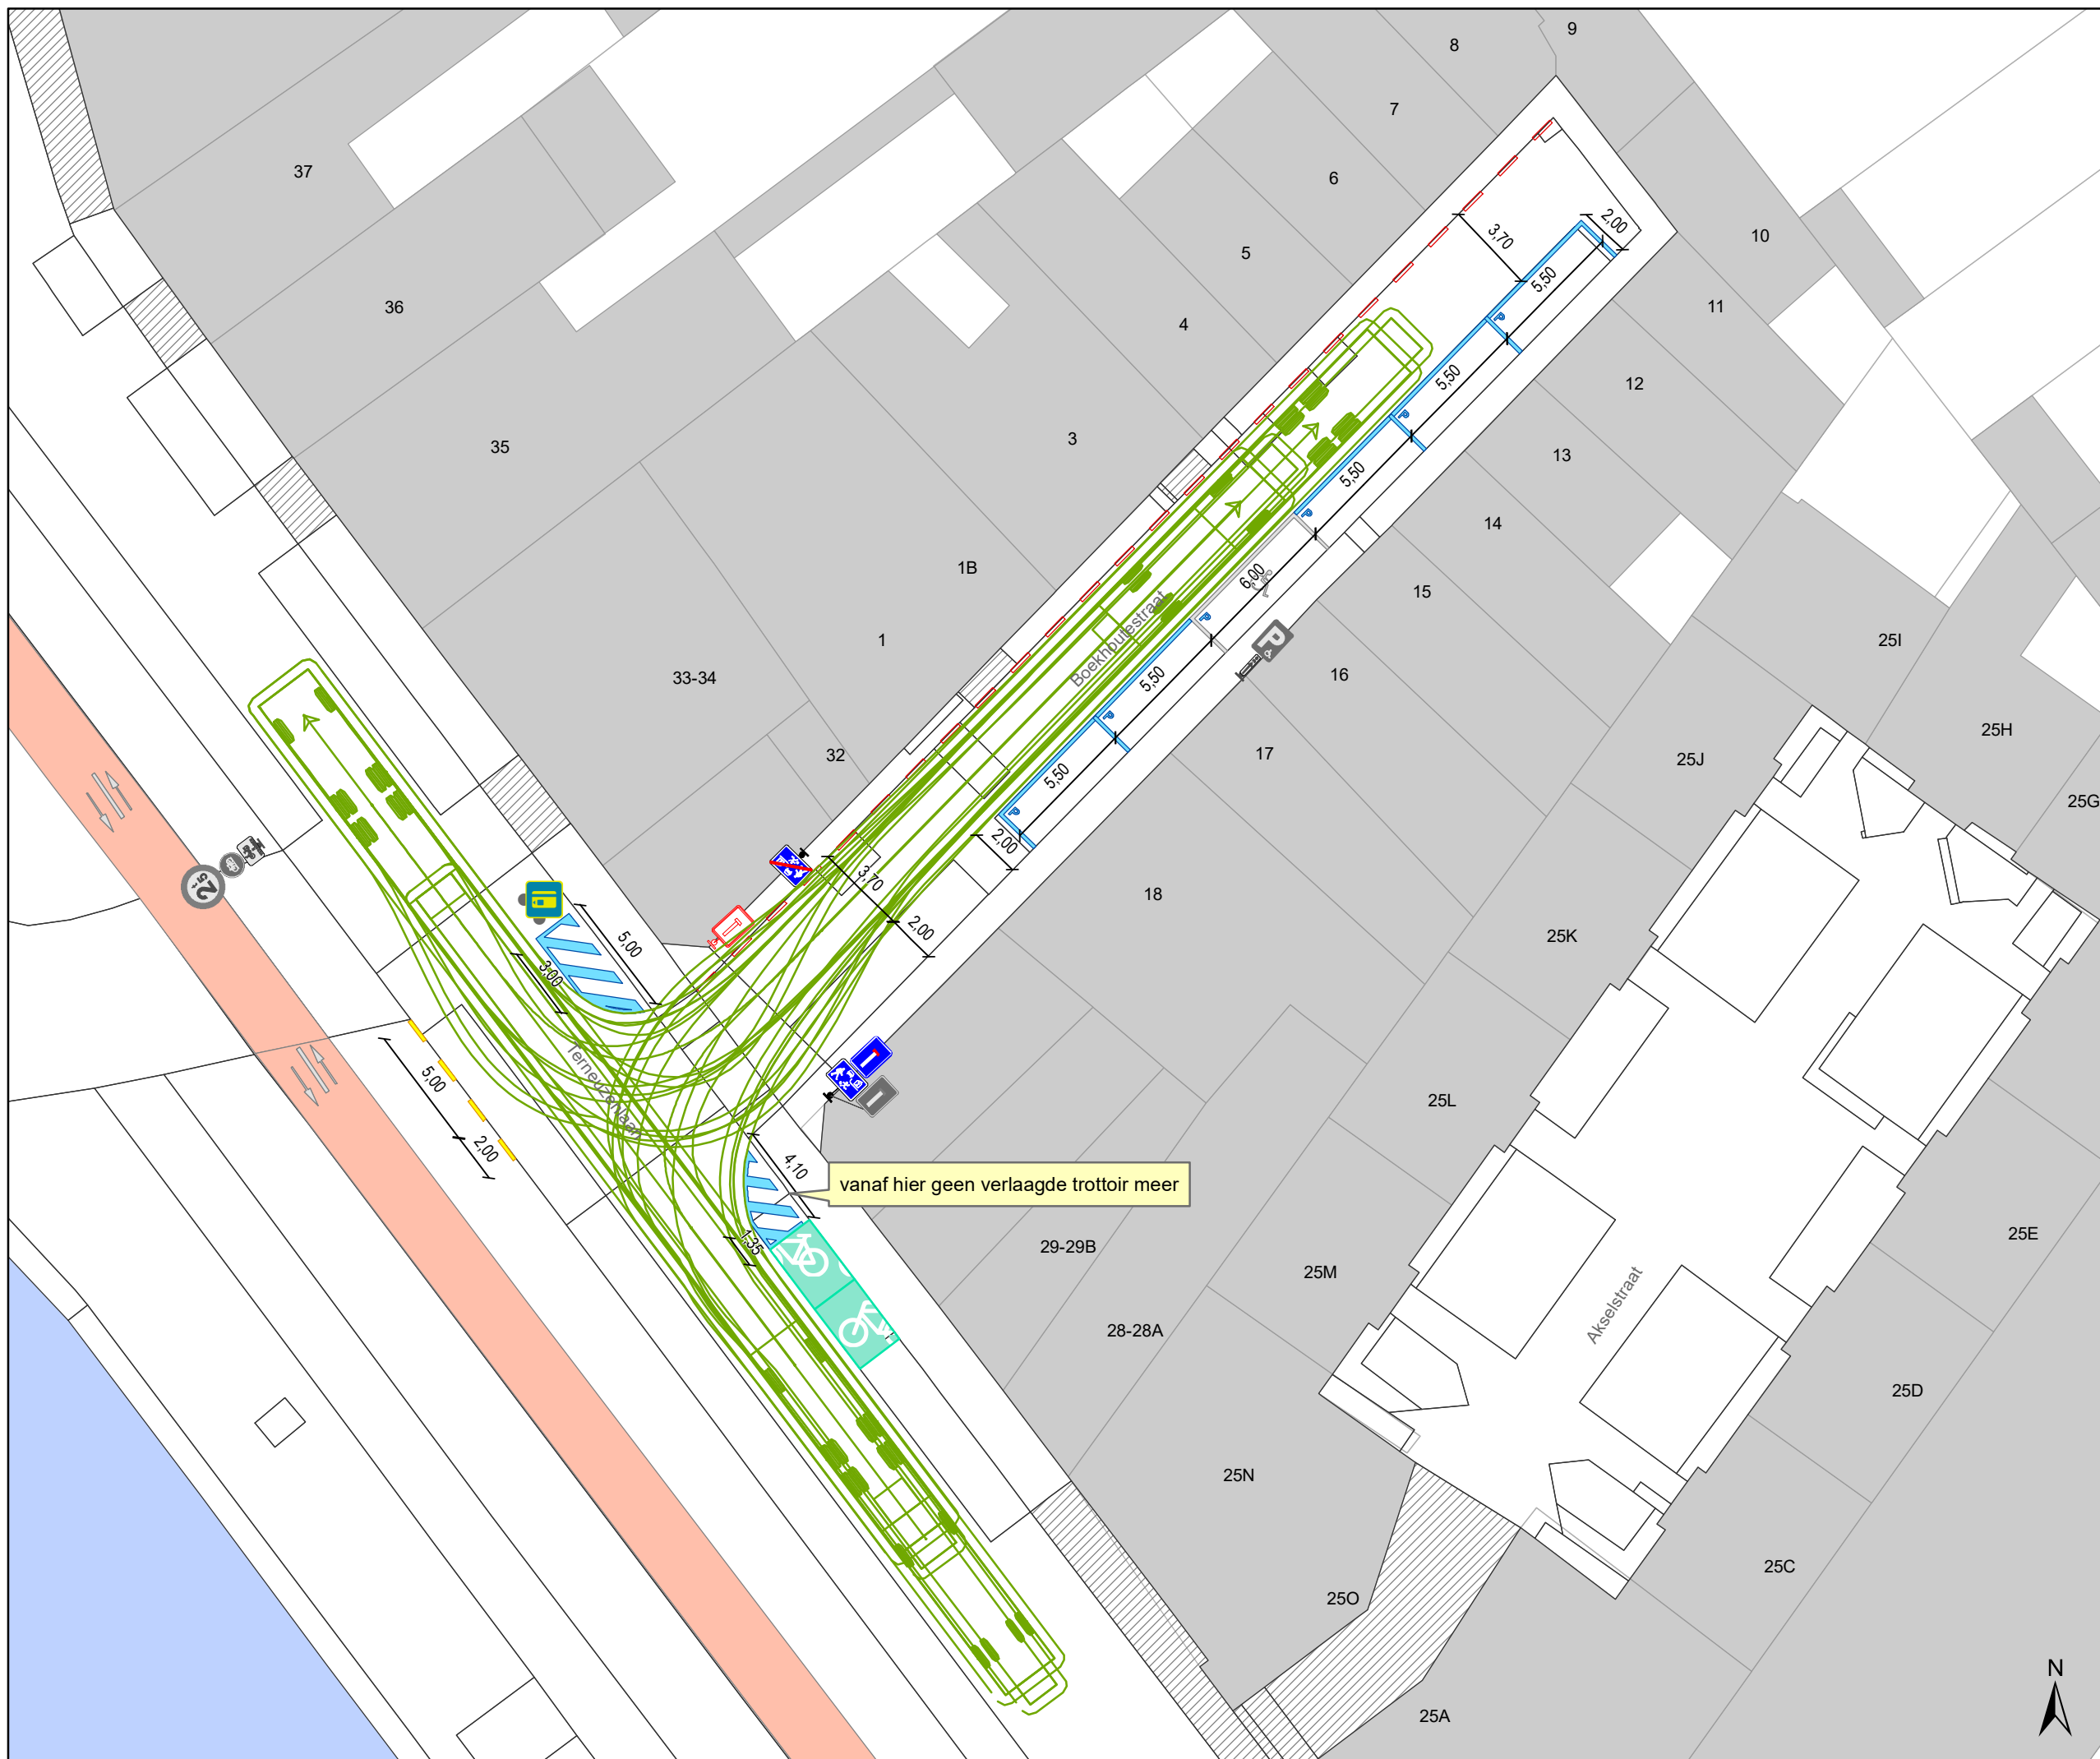 9
8
7
37
6
2,00
3,70
10
5
5,50
36
11
4
12
5,50
3
35
13
5,50
14
1B
6,00
15
Boekhoutestraat
1
25I
16
33-34
5,50
25H
17
32
25J
5,50
25G
2,00
3,70
18
2,00
5,00
25K
3,00
Terneuzenlaan
5,00
25L
2,00
4,10
vanaf hier geen verlaagde trottoir meer
1,35
29-29B
25E
25M
Akselstraat
28-28A
25D
25N
25C
25O
N
25A
P
P
P
P
P
P
P